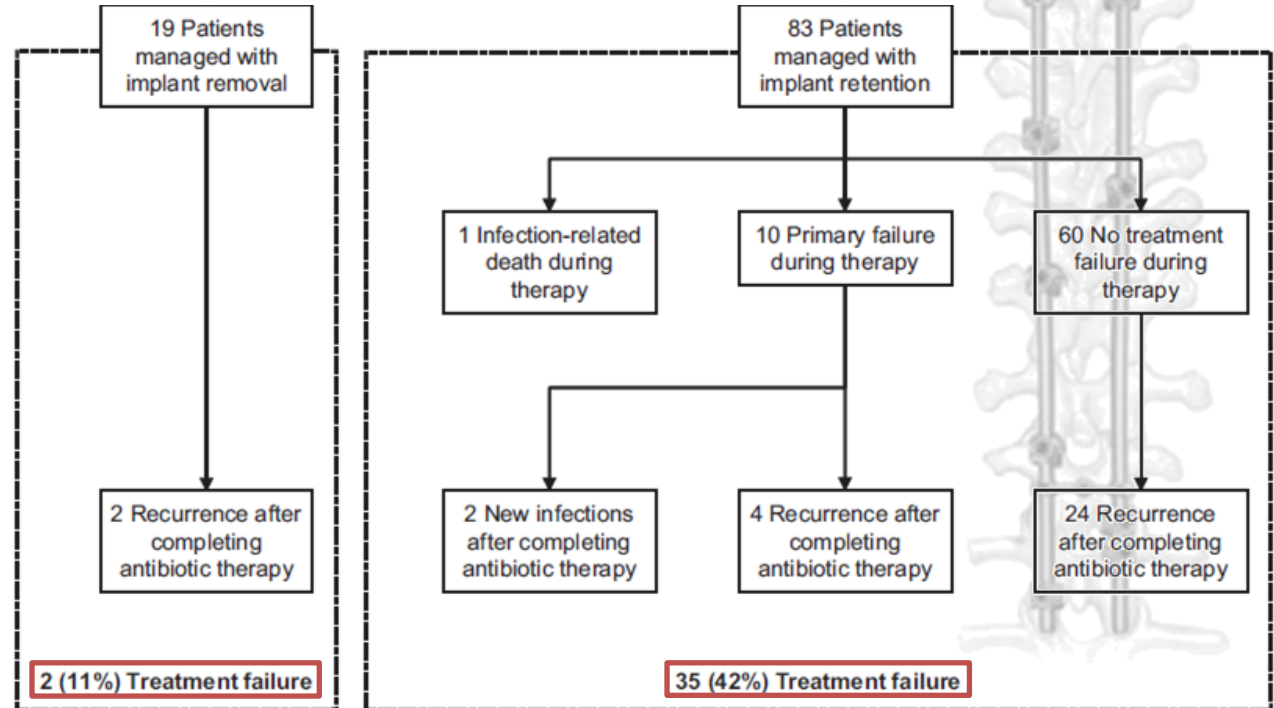 19 Patients
managed with
implant removal
83 Patients
managed with
implant retention
1 Infection-related
death during
therapy
10 Primary failure
during therapy
60 No treatment
failure during
therapy
2 Recurrence after
completing
antibiotic therapy
2 New infections
after completing
antibiotic therapy
4 Recurrence after
completing
antibiotic therapy
24 Recurrence
after completing
antibiotic therapy
2 (11%) Treatment failure
35 (42%) Treatment failure